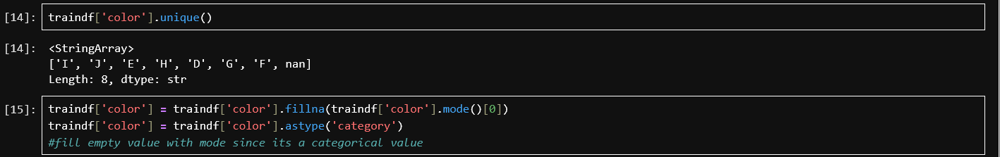 [14]: traindf['color'].unique()
[14]: <StringArray>
['I', 'J', 'E', 'H', 'D', 'G', 'F', nan]
Length: 8, dtype: str
[15]: traindf['color'] = traindf['color'].fillna(traindf['color'].mode()[0])
traindf['color'] = traindf['color'].astype('category')
#fill empty value with mode since its a categorical value